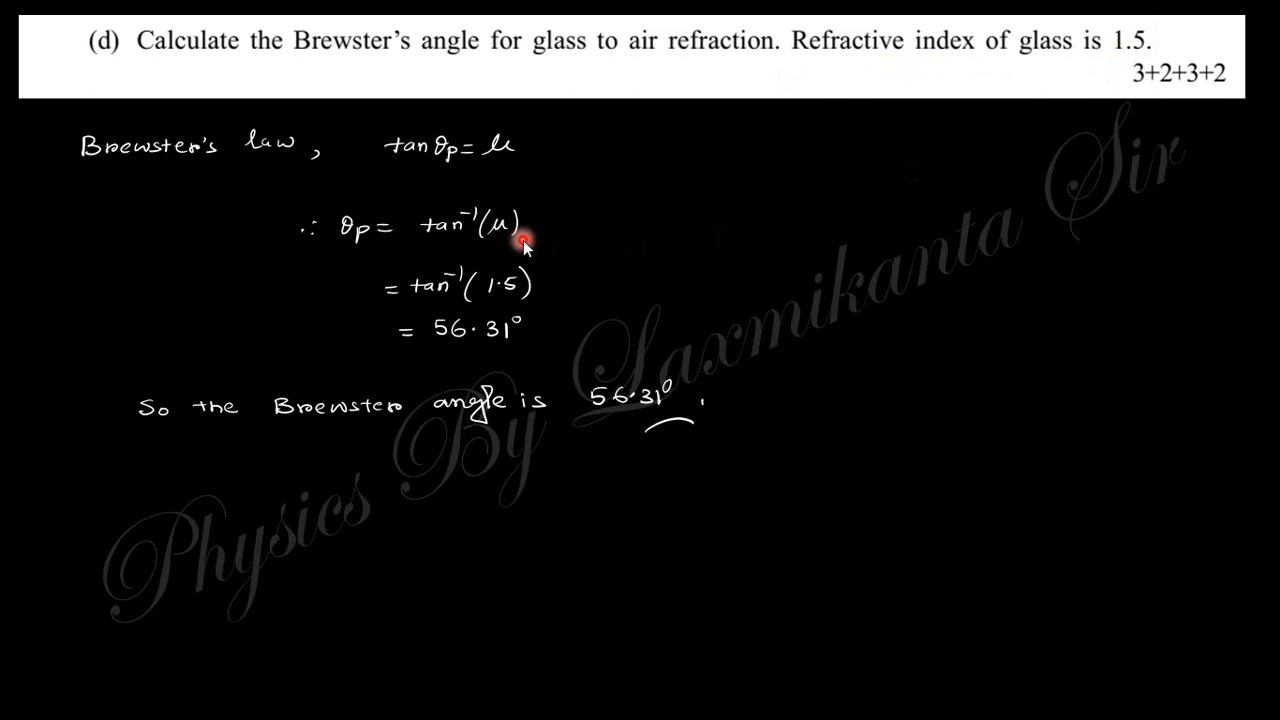 (d) Calculate the Brewster's angle for glass to air refraction. Refractive index of glass is 1.5.
3+2+3+2
Brewster's law, tanθp = μ
∴ θp = tan⁻¹(μ)
= tan⁻¹(1.5)
= 56.31°
So the Brewster angle is 56.31°.
Physics By Laxmikanta Sir